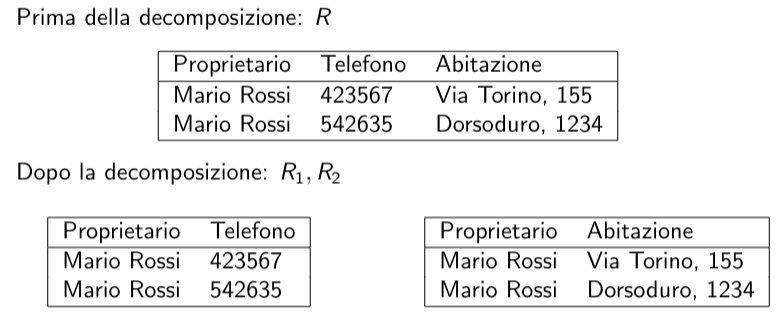 Prima della decomposizione: R
Proprietario Telefono Abitazione
Mario Rossi 423567 Via Torino, 155
Mario Rossi 542635 Dorsoduro, 1234
Dopo la decomposizione: R₁, R₂
Proprietario Telefono
Mario Rossi 423567
Mario Rossi 542635
Proprietario Abitazione
Mario Rossi Via Torino, 155
Mario Rossi Dorsoduro, 1234